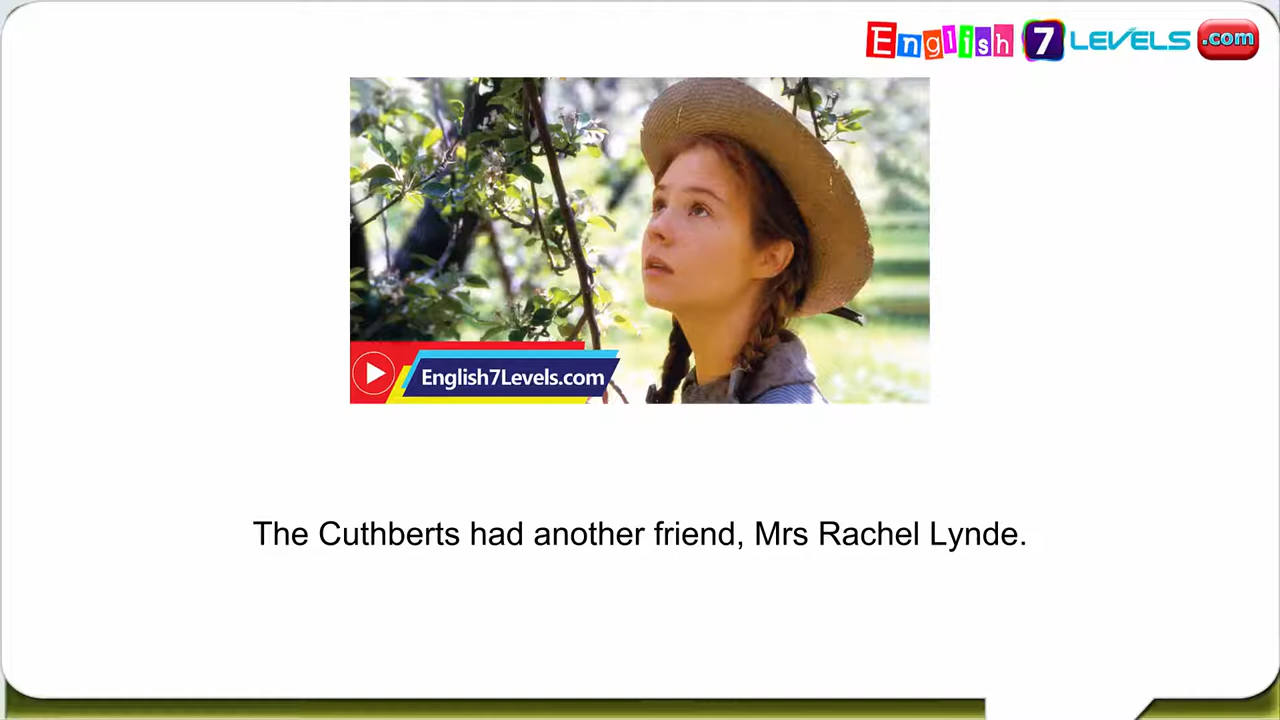 English 7 LEVELS .com
English7Levels.com
The Cuthberts had another friend, Mrs Rachel Lynde.